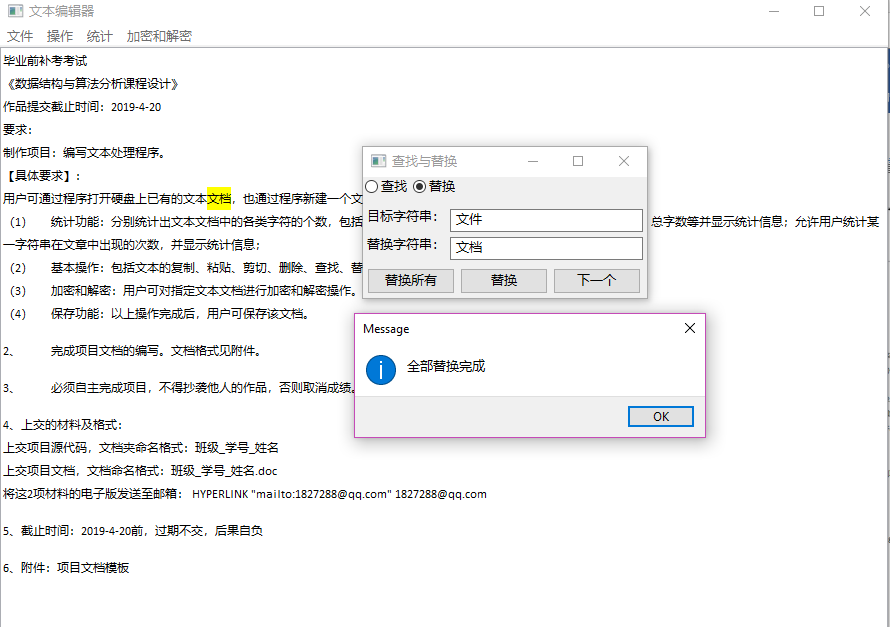 文本编辑器
文件 操作 统计 加密和解密
毕业前补考考试
《数据结构与算法分析课程设计》
作品提交截止时间：2019-4-20
要求：
制作项目：编写文本处理程序。
【具体要求】：
用户可通过程序打开硬盘上已有的文本文档，也通过程序新建一个文
（1） 统计功能：分别统计出文本文档中的各类字符的个数，包括
总字数等并显示统计信息；允许用户统计某
一字符串在文章中出现的次数，并显示统计信息；
（2） 基本操作：包括文本的复制、粘贴、剪切、删除、查找、替
（3） 加密和解密：用户可对指定文本文档进行加密和解密操作。
（4） 保存功能：以上操作完成后，用户可保存该文档。
2、 完成项目文档的编写。文档格式见附件。
3、 必须自主完成项目，不得抄袭他人的作品，否则取消成绩。
4、上交的材料及格式：
上交项目源代码，文档夹命名格式：班级_学号_姓名
上交项目文档，文档命名格式：班级_学号_姓名.doc
将这2项材料的电子版发送至邮箱： HYPERLINK "mailto:1827288@qq.com" 1827288@qq.com
5、截止时间：2019-4-20前，过期不交，后果自负
6、附件：项目文档模板
查找与替换
查找 替换
目标字符串： 文件
替换字符串： 文档
替换所有 替换 下一个
Message
全部替换完成
OK